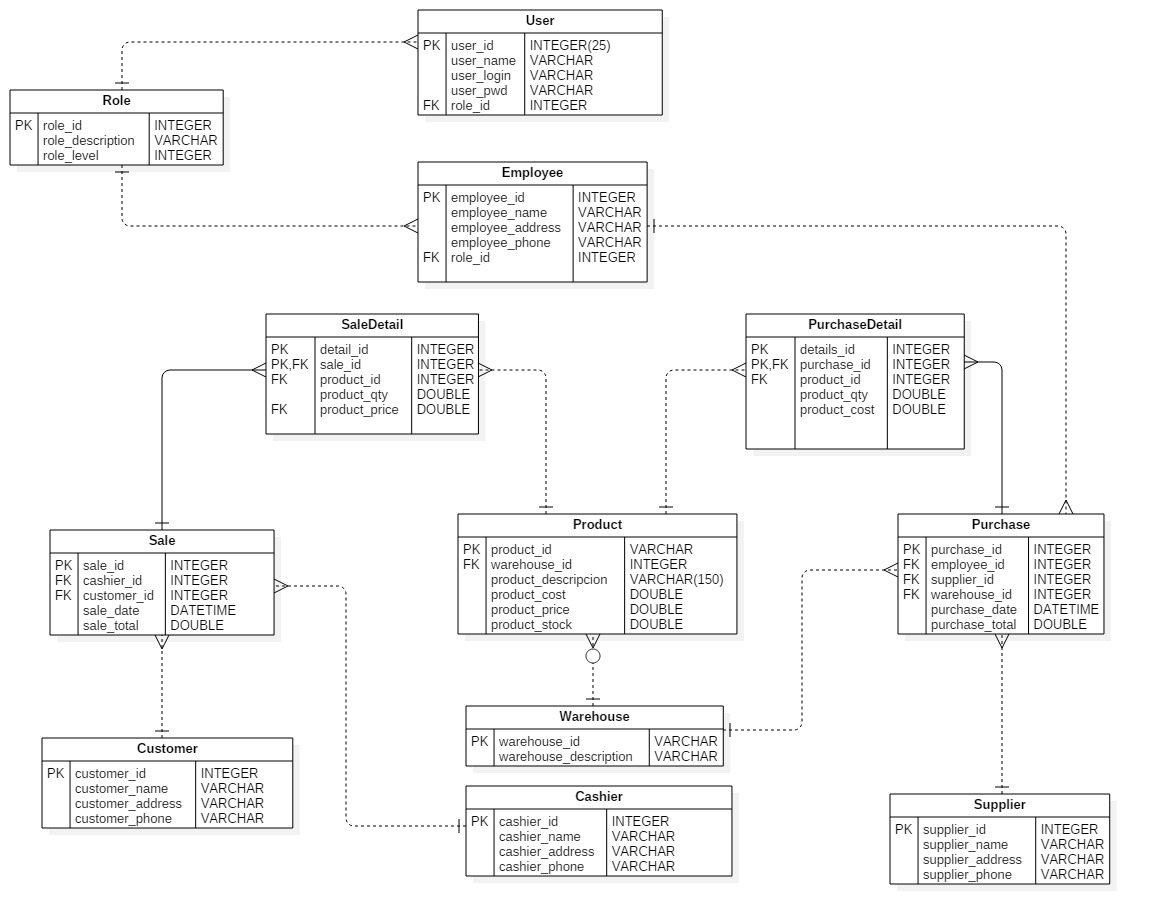 User
PK user_id INTEGER(25)
user_name VARCHAR
user_login VARCHAR
user_pwd VARCHAR
FK role_id INTEGER
Role
PK role_id INTEGER
role_description VARCHAR
role_level INTEGER
Employee
PK employee_id INTEGER
employee_name VARCHAR
employee_address VARCHAR
employee_phone VARCHAR
FK role_id INTEGER
SaleDetail
PK detail_id INTEGER
PK,FK sale_id INTEGER
FK product_id INTEGER
product_qty DOUBLE
FK product_price DOUBLE
PurchaseDetail
PK details_id INTEGER
PK,FK purchase_id INTEGER
FK product_id INTEGER
product_qty DOUBLE
product_cost DOUBLE
Sale
PK sale_id INTEGER
FK cashier_id INTEGER
FK customer_id INTEGER
sale_date DATETIME
sale_total DOUBLE
Product
PK product_id VARCHAR
FK warehouse_id INTEGER
product_descripcion VARCHAR(150)
product_cost DOUBLE
product_price DOUBLE
product_stock DOUBLE
Purchase
PK purchase_id INTEGER
FK employee_id INTEGER
FK supplier_id INTEGER
FK warehouse_id INTEGER
purchase_date DATETIME
purchase_total DOUBLE
Warehouse
PK warehouse_id VARCHAR
warehouse_description VARCHAR
Customer
PK customer_id INTEGER
customer_name VARCHAR
customer_address VARCHAR
customer_phone VARCHAR
Cashier
PK cashier_id INTEGER
cashier_name VARCHAR
cashier_address VARCHAR
cashier_phone VARCHAR
Supplier
PK supplier_id INTEGER
supplier_name VARCHAR
supplier_address VARCHAR
supplier_phone VARCHAR